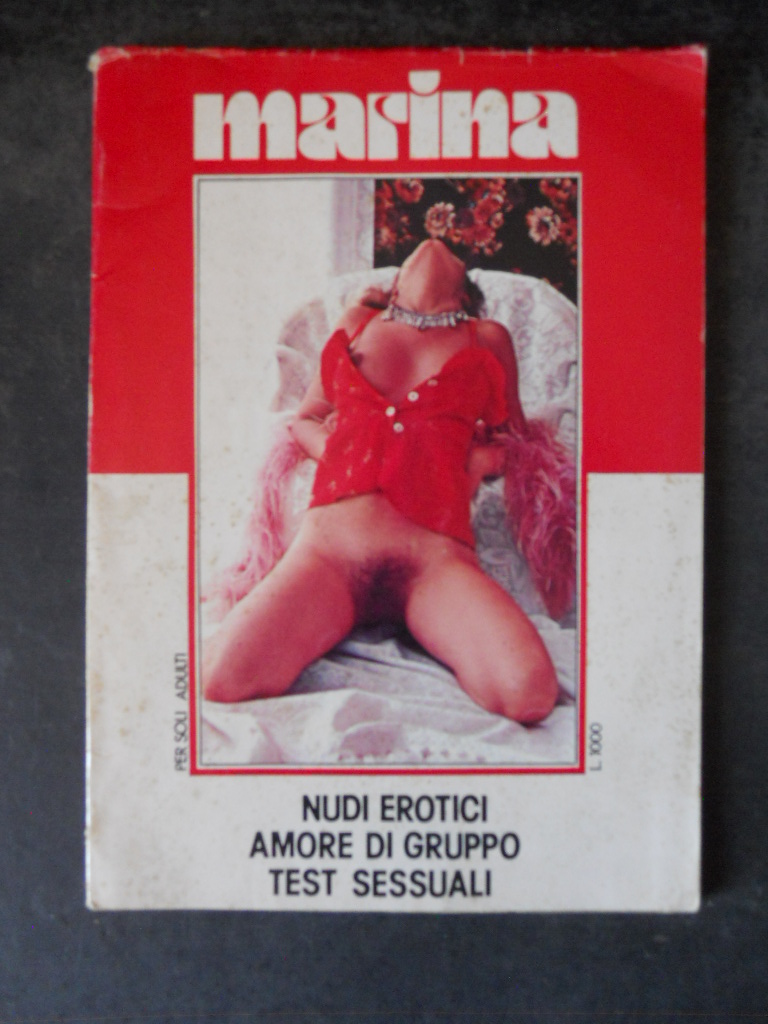 marina
PER SOLI ADULTI
L. 1000
NUDI EROTICI
AMORE DI GRUPPO
TEST SESSUALI